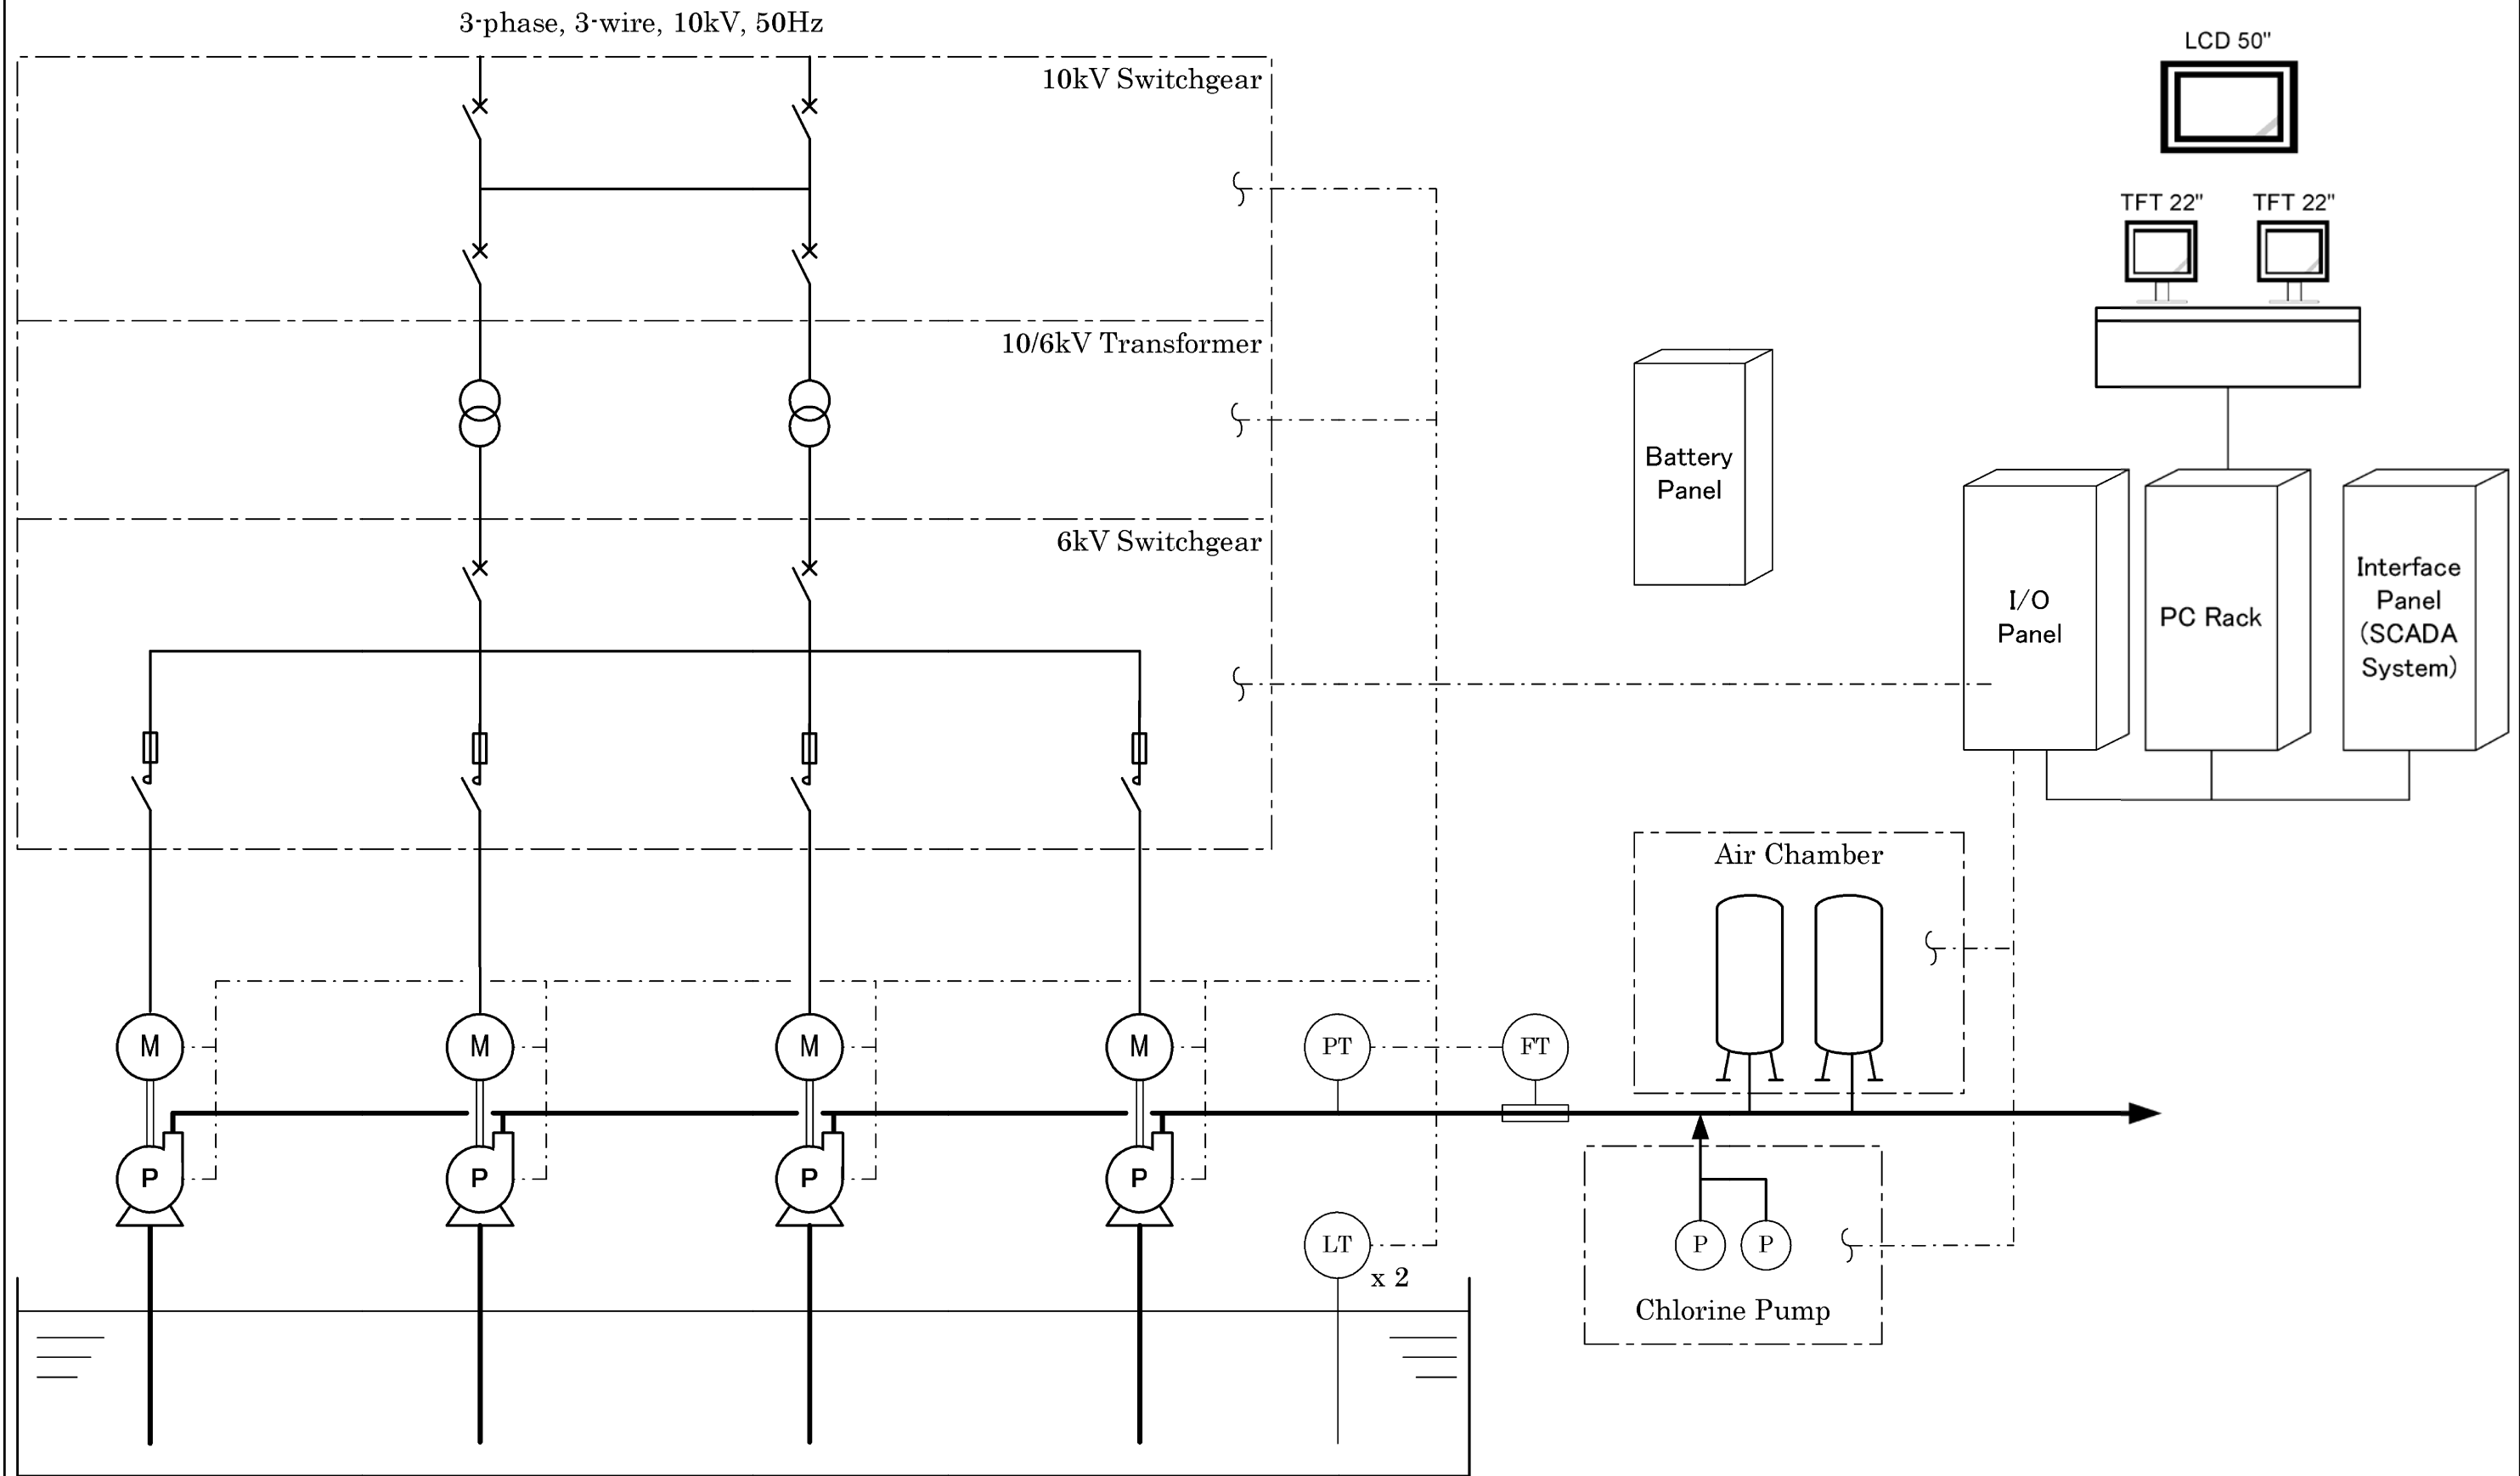 3-phase, 3-wire, 10kV, 50Hz
LCD 50"
10kV Switchgear
TFT 22"
TFT 22"
10/6kV Transformer
Battery
Panel
6kV Switchgear
I/O
Panel
PC Rack
Interface
Panel
(SCADA
System)
Air Chamber
M
M
M
M
PT
FT
P
P
P
P
LT
x 2
P
P
Chlorine Pump